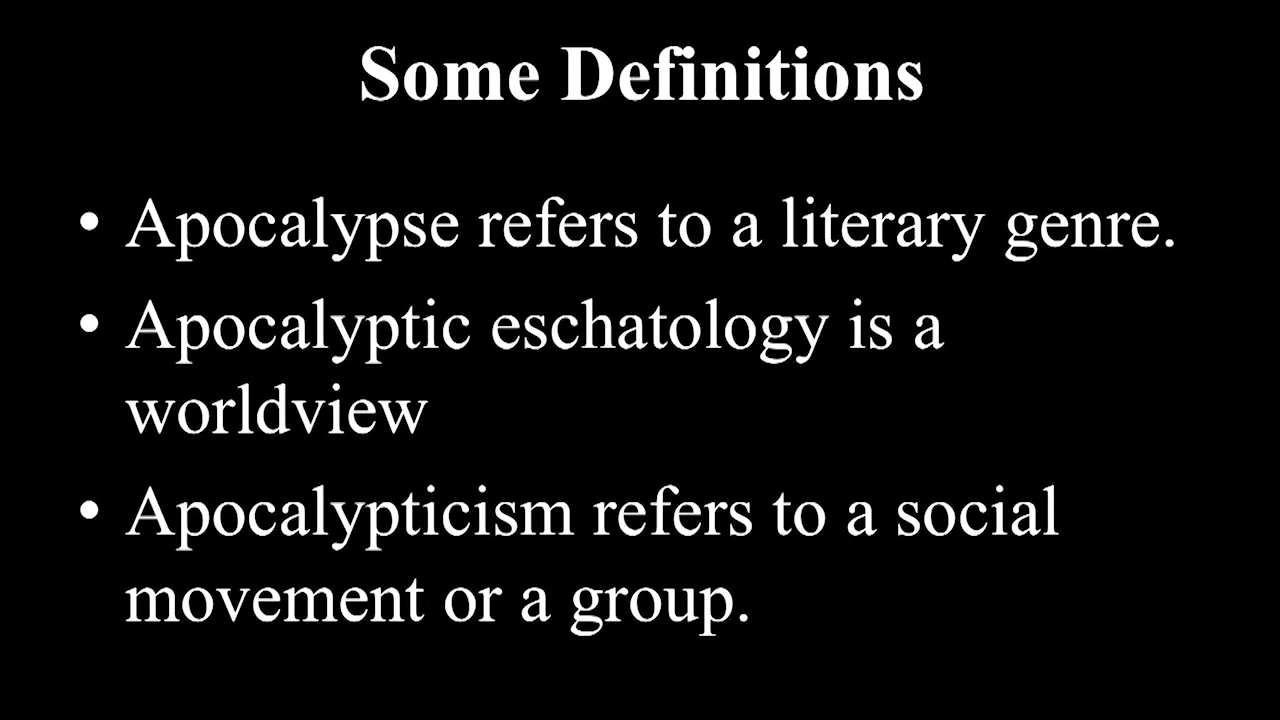 Some Definitions
• Apocalypse refers to a literary genre.
• Apocalyptic eschatology is a
worldview
• Apocalypticism refers to a social
movement or a group.